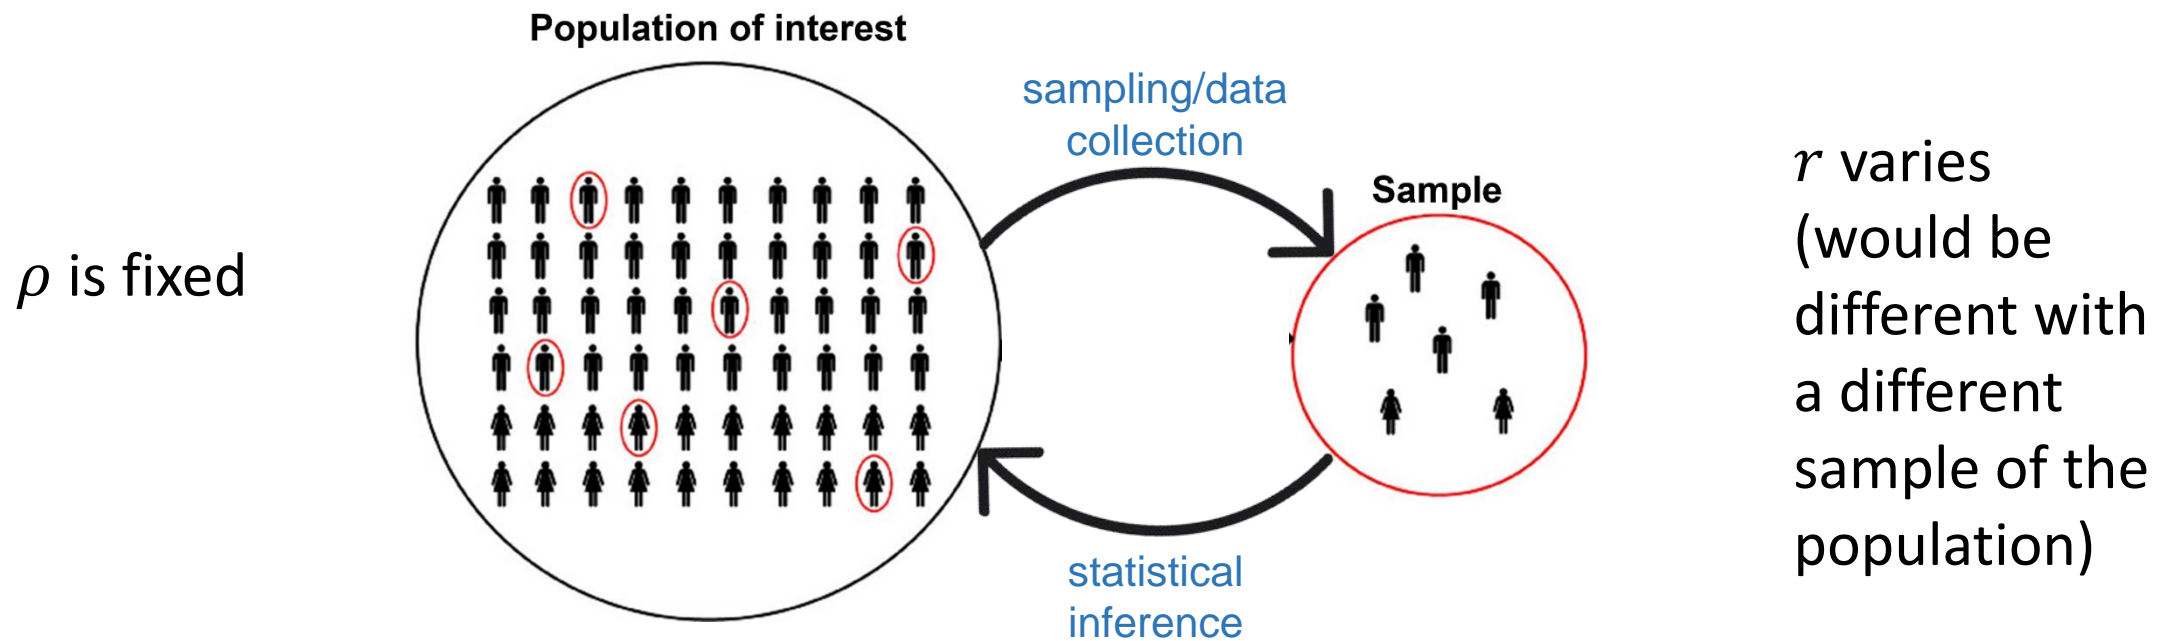 Population of interest
sampling/data
collection
Sample
ρ is fixed
r varies
(would be
different with
a different
sample of the
population)
statistical
inference